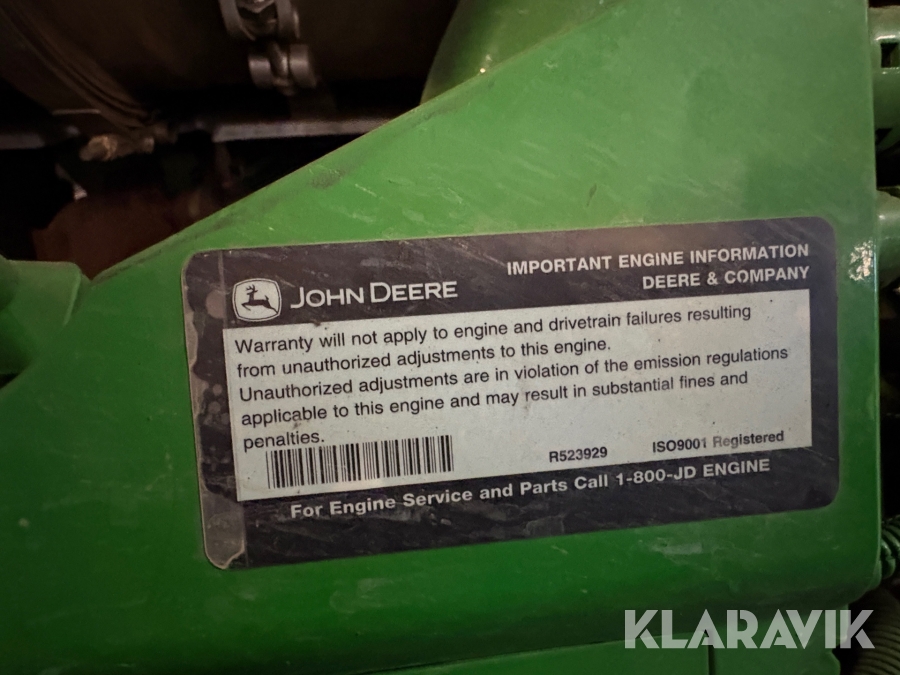 JOHN DEERE
IMPORTANT ENGINE INFORMATION
DEERE & COMPANY
Warranty will not apply to engine and drivetrain failures resulting
from unauthorized adjustments to this engine.
Unauthorized adjustments are in violation of the emission regulations
applicable to this engine and may result in substantial fines and
penalties.
R523929
ISO9001 Registered
For Engine Service and Parts Call 1-800-JD ENGINE
KLARAVIK